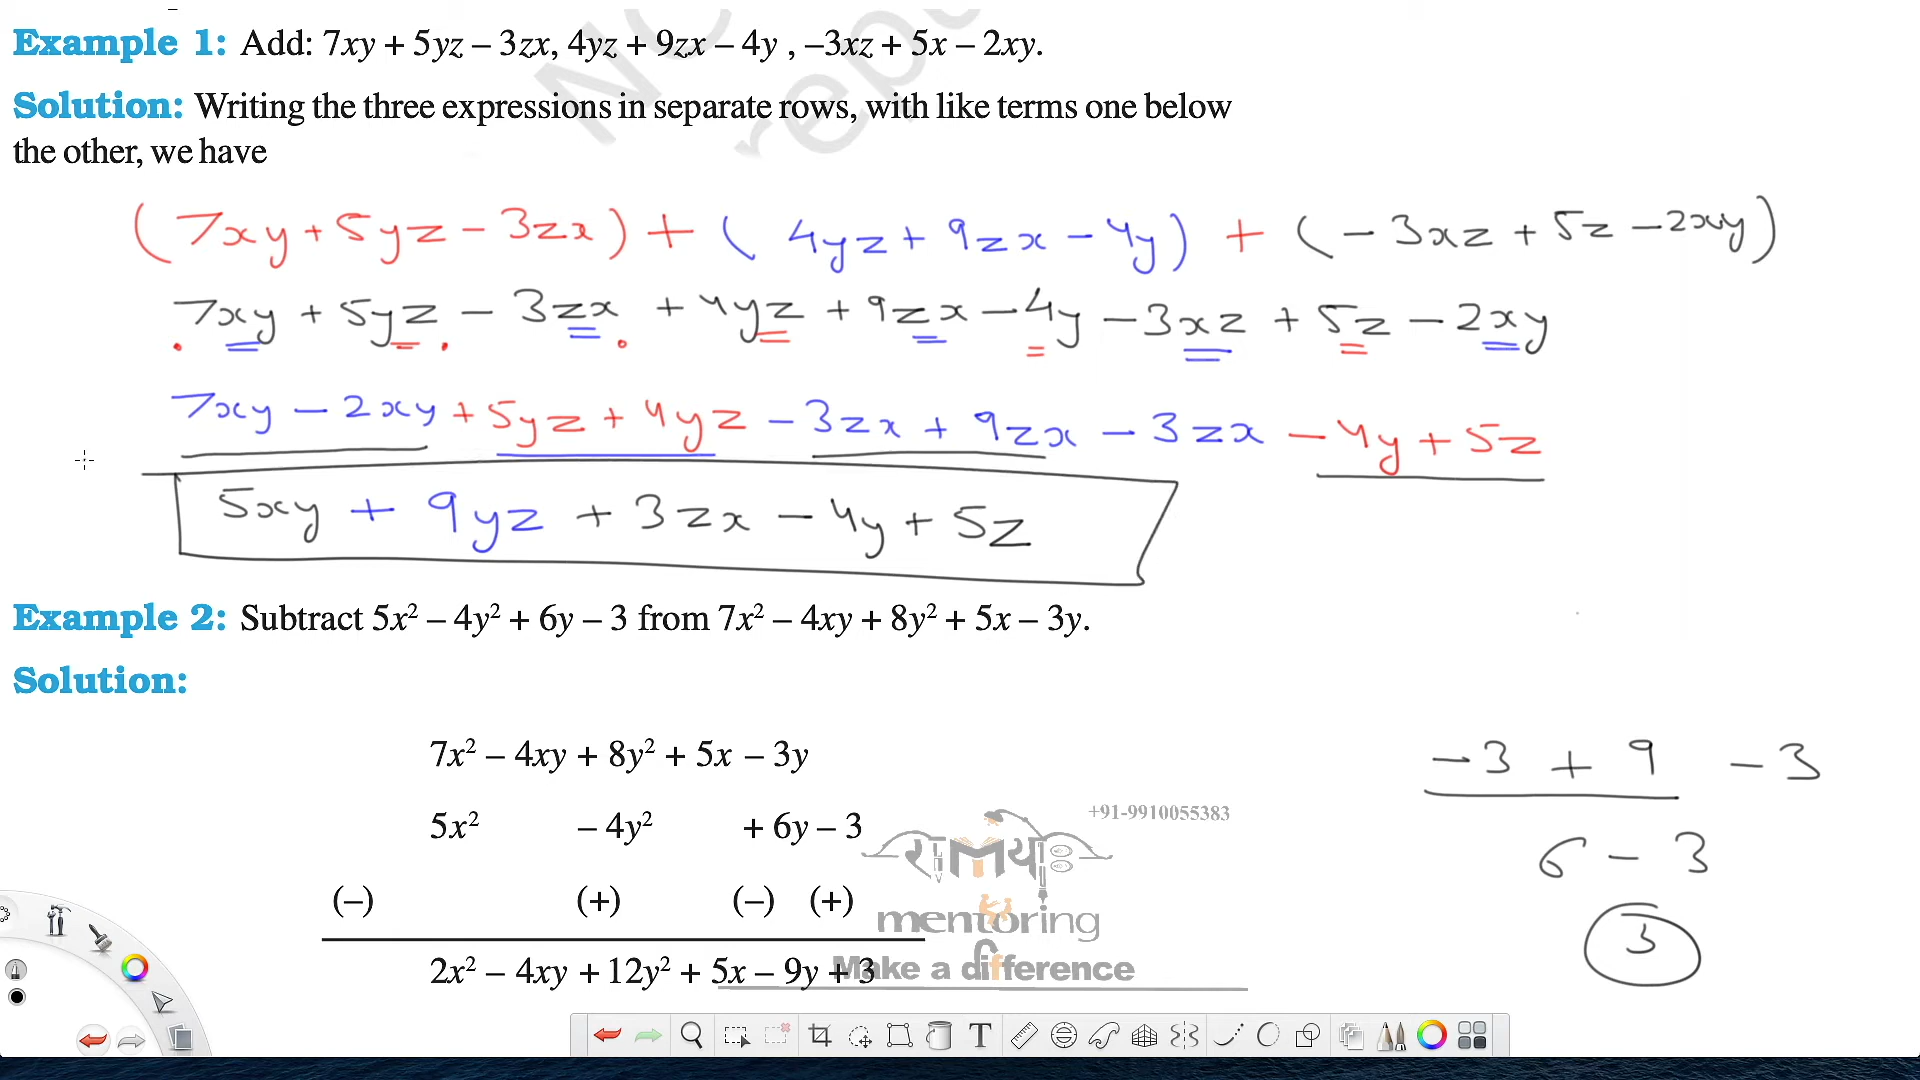 Example 1: Add: 7xy + 5yz – 3zx, 4yz + 9zx – 4y , –3xz + 5x – 2xy.
Solution: Writing the three expressions in separate rows, with like terms one below
the other, we have
(7xy + 5yz - 3zx) + (4yz + 9zx - 4y) + (-3xz + 5z - 2xy)
7xy + 5yz - 3zx + 4yz + 9zx - 4y - 3xz + 5z - 2xy
7xy - 2xy + 5yz + 4yz - 3zx + 9zx - 3zx - 4y + 5z
5xy + 9yz + 3zx - 4y + 5z
Example 2: Subtract 5x² – 4y² + 6y – 3 from 7x² – 4xy + 8y² + 5x – 3y.
Solution:
7x² – 4xy + 8y² + 5x – 3y
5x² – 4y² + 6y – 3
(–) (+) (–) (+)
2x² – 4xy + 12y² + 5x – 9y + 3
-3 + 9 - 3
6 - 3
3
+91-9910055383
mentoring
Make a difference
T